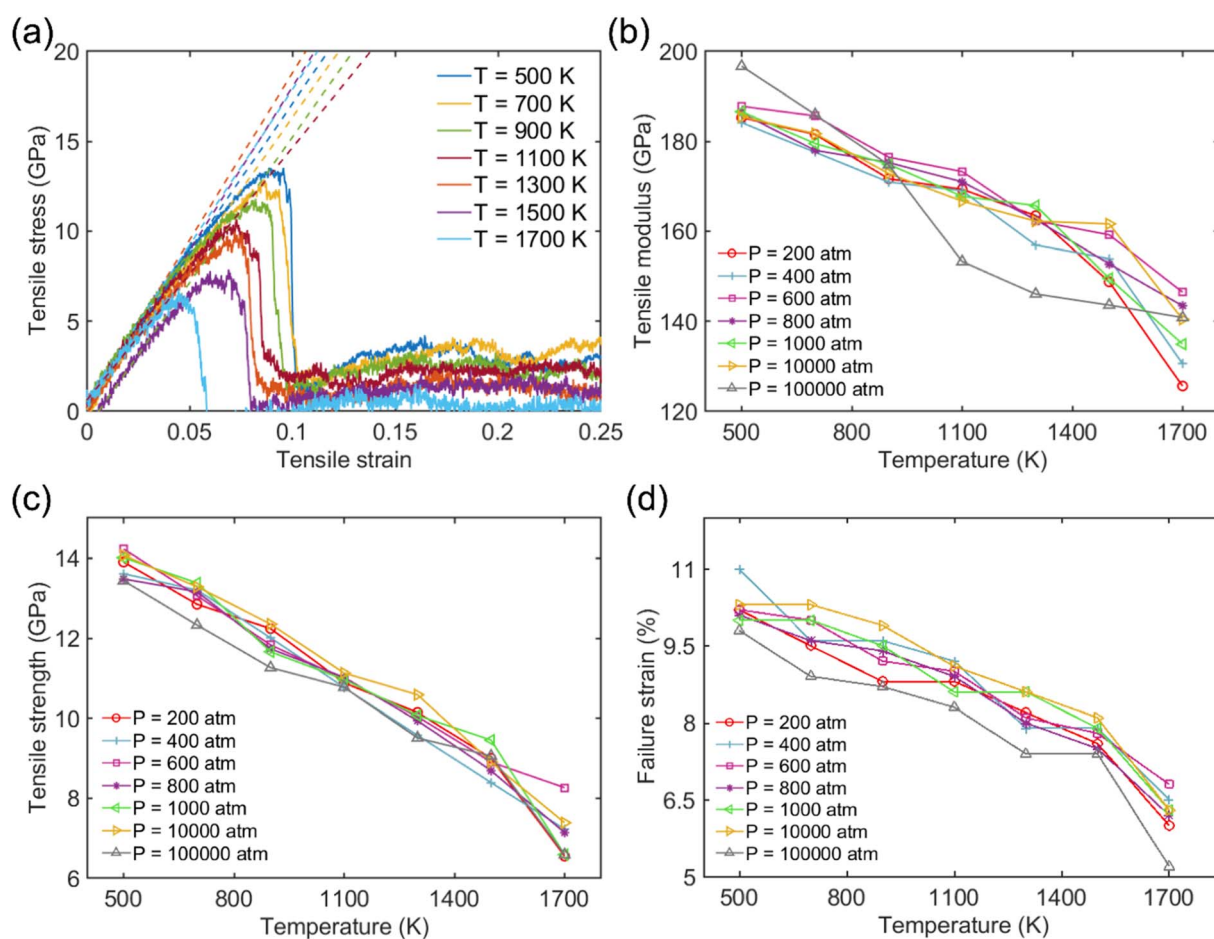 (a)
20
15
10
5
0
0 0.05 0.1 0.15 0.2 0.25
Tensile stress (GPa)
Tensile strain
T = 500 K
T = 700 K
T = 900 K
T = 1100 K
T = 1300 K
T = 1500 K
T = 1700 K
(b)
200
180
160
140
120
500 800 1100 1400 1700
Tensile modulus (GPa)
Temperature (K)
P = 200 atm
P = 400 atm
P = 600 atm
P = 800 atm
P = 1000 atm
P = 10000 atm
P = 100000 atm
(c)
14
12
10
8
6
500 800 1100 1400 1700
Tensile strength (GPa)
Temperature (K)
P = 200 atm
P = 400 atm
P = 600 atm
P = 800 atm
P = 1000 atm
P = 10000 atm
P = 100000 atm
(d)
11
9.5
8
6.5
5
500 800 1100 1400 1700
Failure strain (%)
Temperature (K)
P = 200 atm
P = 400 atm
P = 600 atm
P = 800 atm
P = 1000 atm
P = 10000 atm
P = 100000 atm